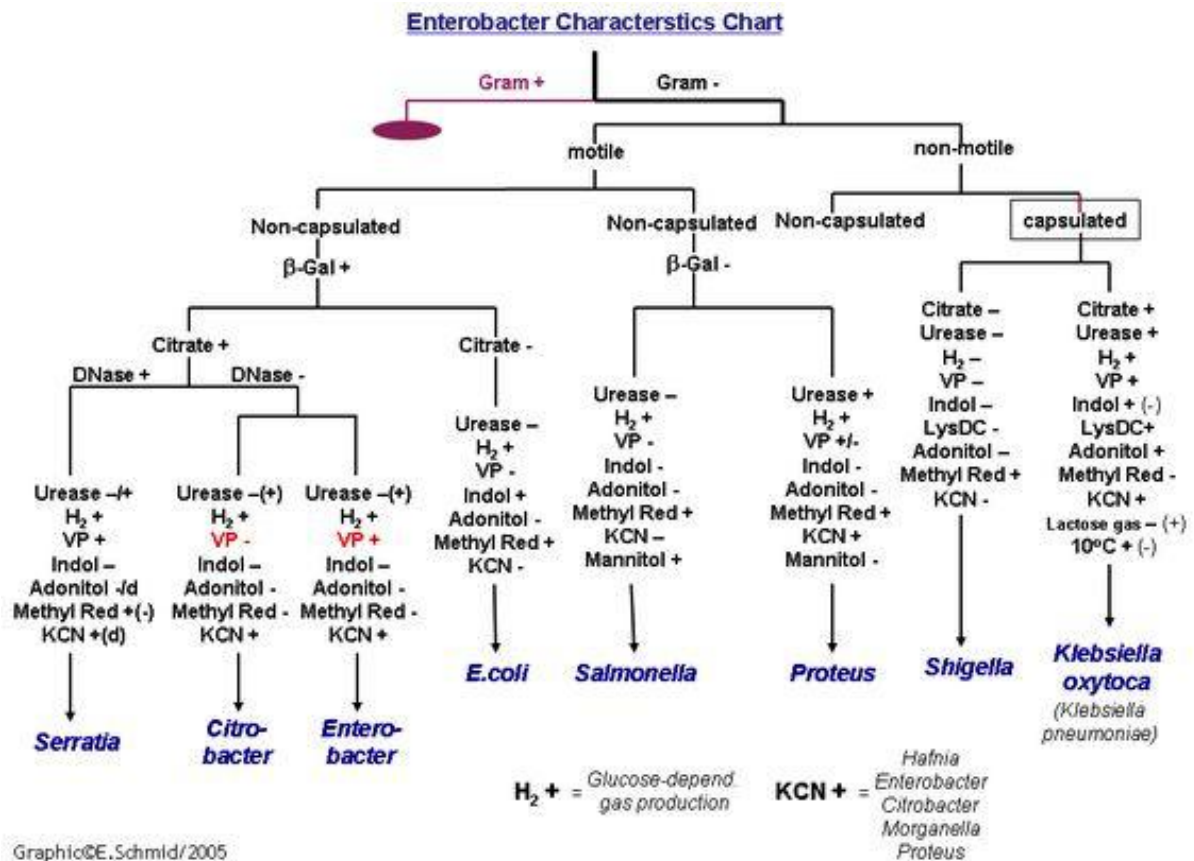 Enterobacter Characterstics Chart
Gram +
Gram -
motile
non-motile
Non-capsulated
β-Gal +
Non-capsulated
β-Gal -
Non-capsulated
capsulated
Citrate +
DNase +
DNase -
Citrate -
Urease –/+
H₂ +
VP +
Indol –
Adonitol -/d
Methyl Red +(-)
KCN +(d)
Serratia
Urease –(+)
H₂ +
VP -
Indol –
Adonitol -
Methyl Red -
KCN +
Citro-
bacter
Urease –(+)
H₂ +
VP +
Indol –
Adonitol -
Methyl Red -
KCN +
Entero-
bacter
Urease –
H₂ +
VP -
Indol +
Adonitol -
Methyl Red +
KCN -
E.coli
Urease –
H₂ +
VP -
Indol -
Adonitol -
Methyl Red +
KCN –
Mannitol +
Salmonella
Urease +
H₂ +
VP +/-
Indol -
Adonitol -
Methyl Red +
KCN +
Mannitol -
Proteus
Citrate –
Urease –
H₂ –
VP –
Indol –
LysDC -
Adonitol –
Methyl Red +
KCN -
Shigella
Citrate +
Urease +
H₂ +
VP +
Indol + (-)
LysDC+
Adonitol +
Methyl Red -
KCN +
Lactose gas – (+)
10ºC + (-)
Klebsiella
oxytoca
(Klebsiella
pneumoniae)
H₂ + = Glucose-depend.
gas production
KCN + =
Hafnia
Enterobacter
Citrobacter
Morganella
Proteus
Graphic©E.Schmid/2005